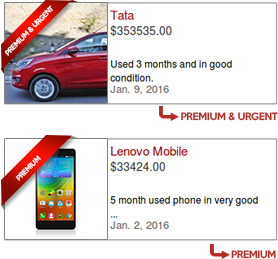 PREMIUM & URGENT
Tata
$353535.00
Used 3 months and in good
condition.
Jan. 9, 2016
PREMIUM & URGENT
PREMIUM
Lenovo Mobile
$33424.00
5 month used phone in very good
...
Jan. 2, 2016
PREMIUM